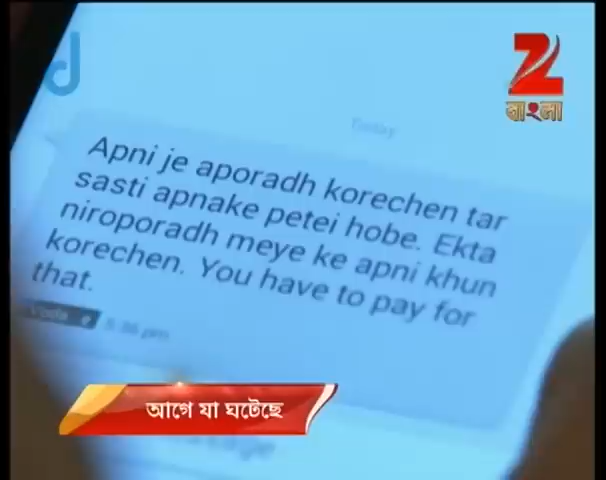 বাংলা
Today
Apni je aporadh korechen tar
sasti apnake petei hobe. Ekta
niroporadh meye ke apni khun
korechen. You have to pay for
that.
আগে যা ঘটেছে